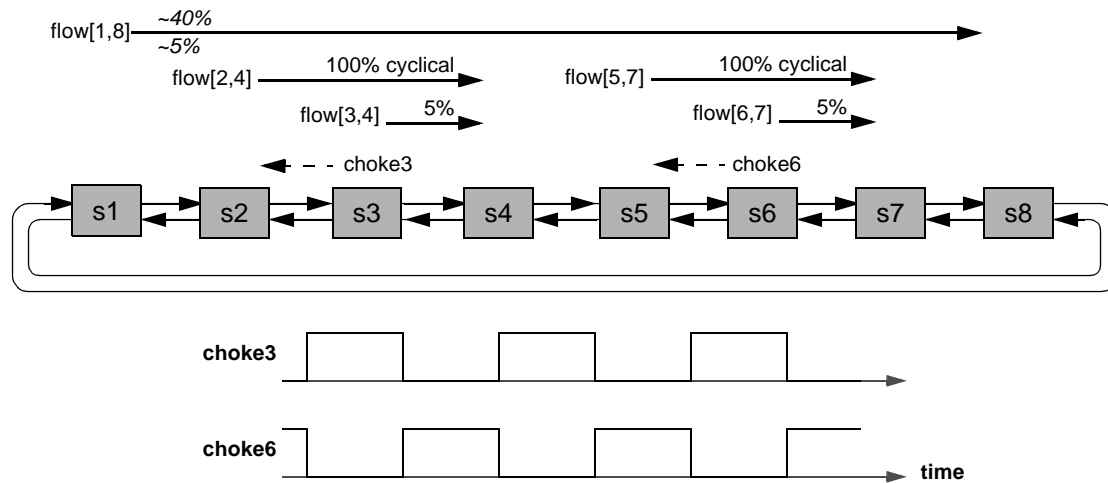 flow[1,8] ~40%
~5%
flow[2,4] 100% cyclical
flow[5,7] 100% cyclical
flow[3,4] 5%
flow[6,7] 5%
choke3
choke6
s1 s2 s3 s4 s5 s6 s7 s8
choke3
choke6
time